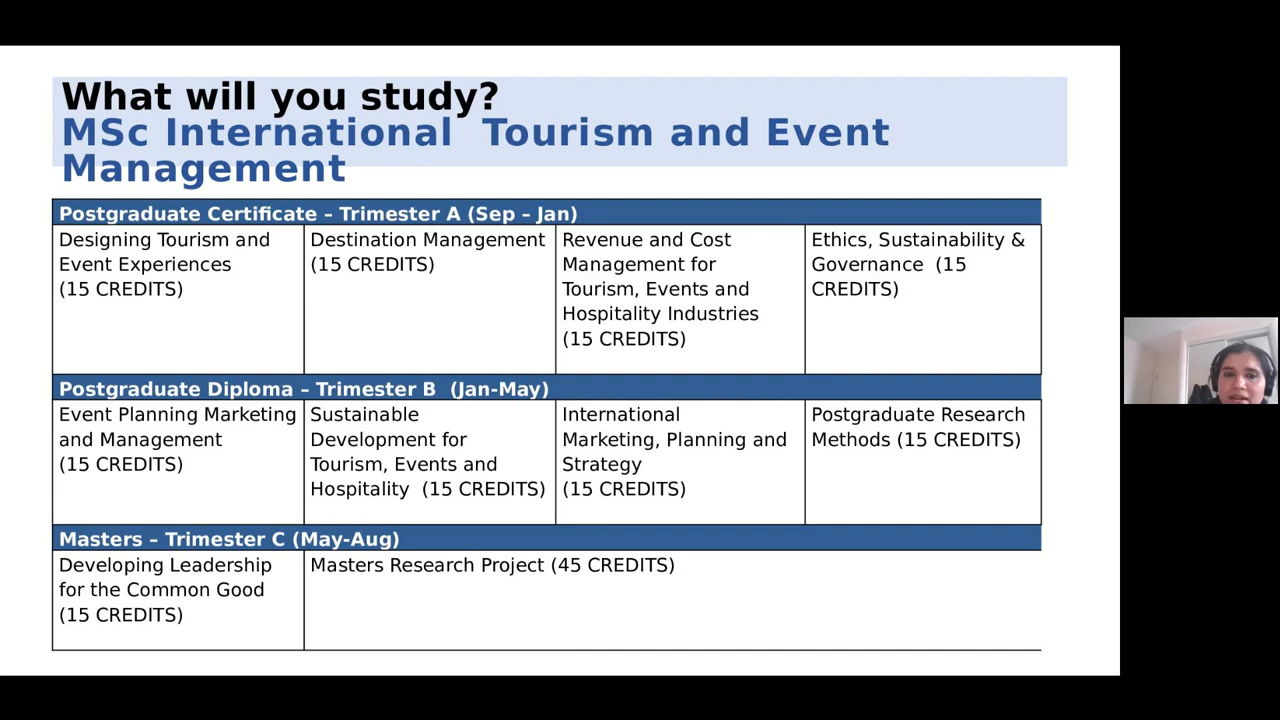 What will you study?
MSc International  Tourism and Event
Management
Postgraduate Certificate – Trimester A (Sep – Jan)
Designing Tourism and
Event Experiences
(15 CREDITS)
Destination Management
(15 CREDITS)
Revenue and Cost
Management for
Tourism, Events and
Hospitality Industries
(15 CREDITS)
Ethics, Sustainability &
Governance  (15
CREDITS)
Postgraduate Diploma – Trimester B  (Jan-May)
Event Planning Marketing
and Management
(15 CREDITS)
Sustainable
Development for
Tourism, Events and
Hospitality  (15 CREDITS)
International
Marketing, Planning and
Strategy
(15 CREDITS)
Postgraduate Research
Methods (15 CREDITS)
Masters – Trimester C (May-Aug)
Developing Leadership
for the Common Good
(15 CREDITS)
Masters Research Project (45 CREDITS)